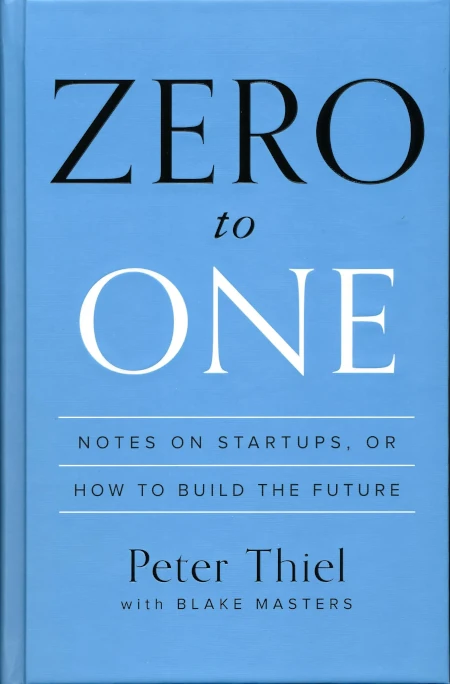 ZERO
to
ONE
NOTES ON STARTUPS, OR
HOW TO BUILD THE FUTURE
Peter Thiel
with BLAKE MASTERS